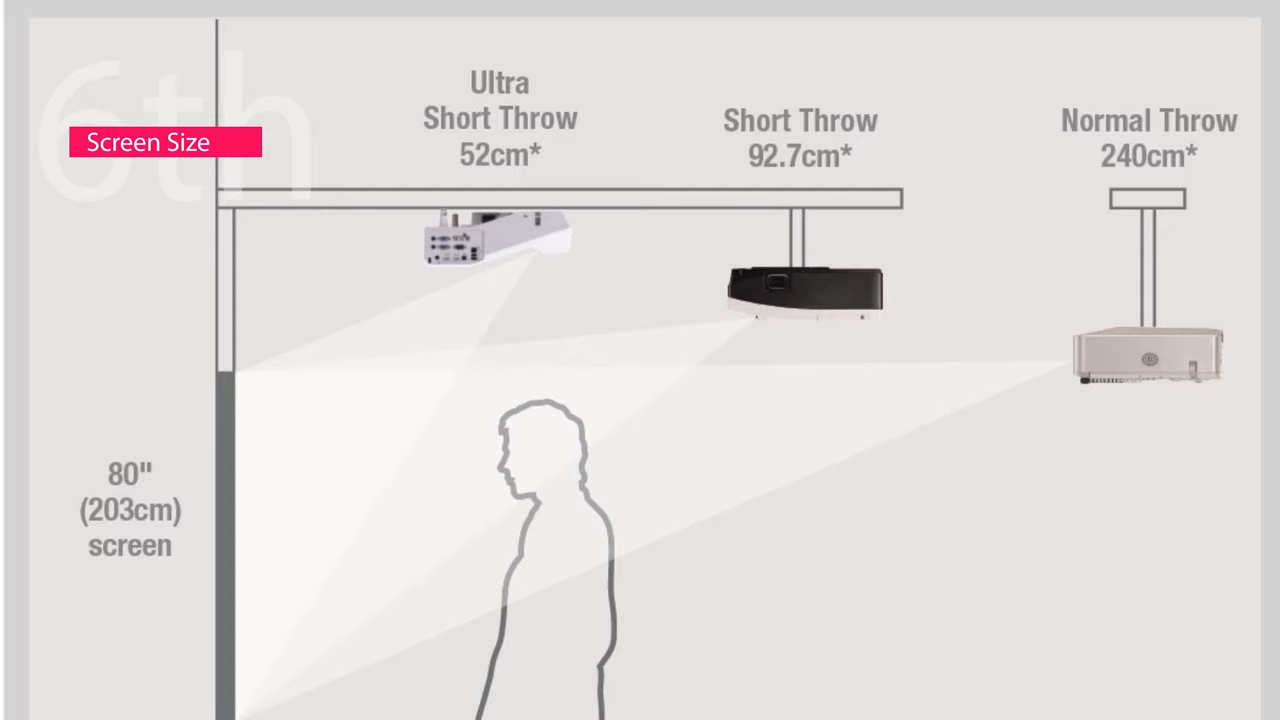 6th
Screen Size
Ultra
Short Throw
52cm*
Short Throw
92.7cm*
Normal Throw
240cm*
80"
(203cm)
screen